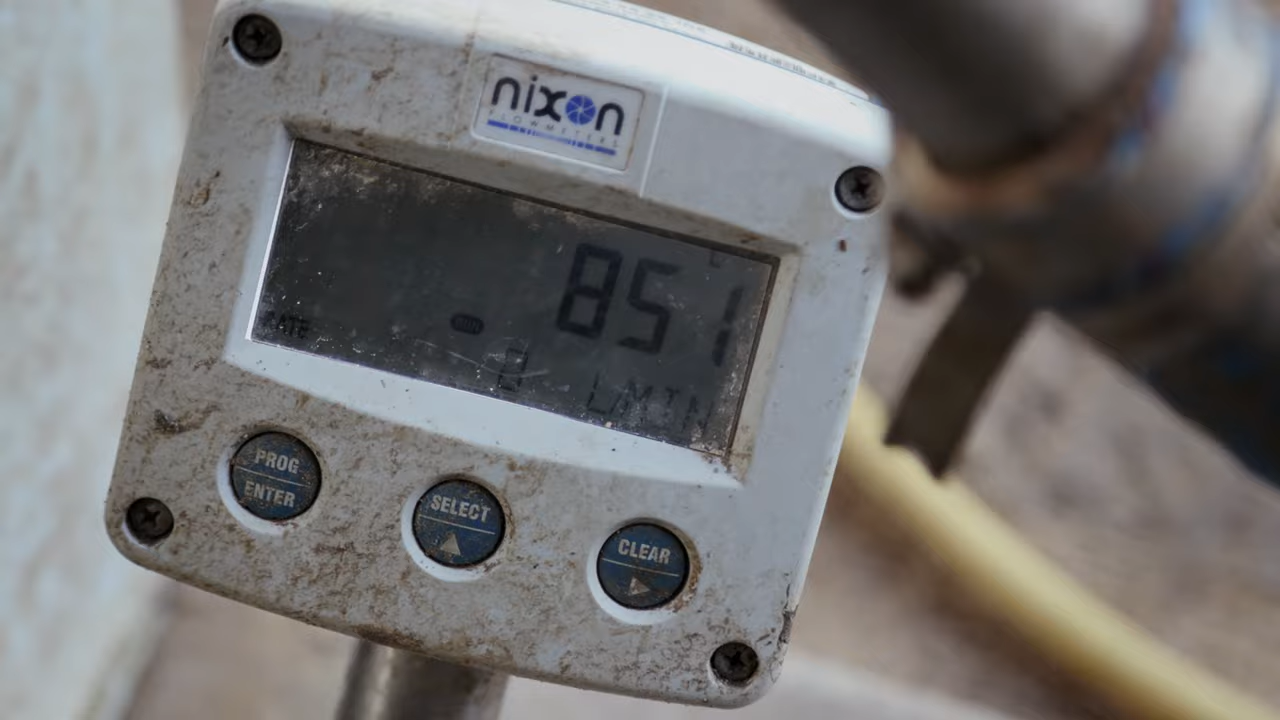 nixon
FLOWMETERS
851
RATE
0 L/MIN
PROG
ENTER
SELECT
CLEAR